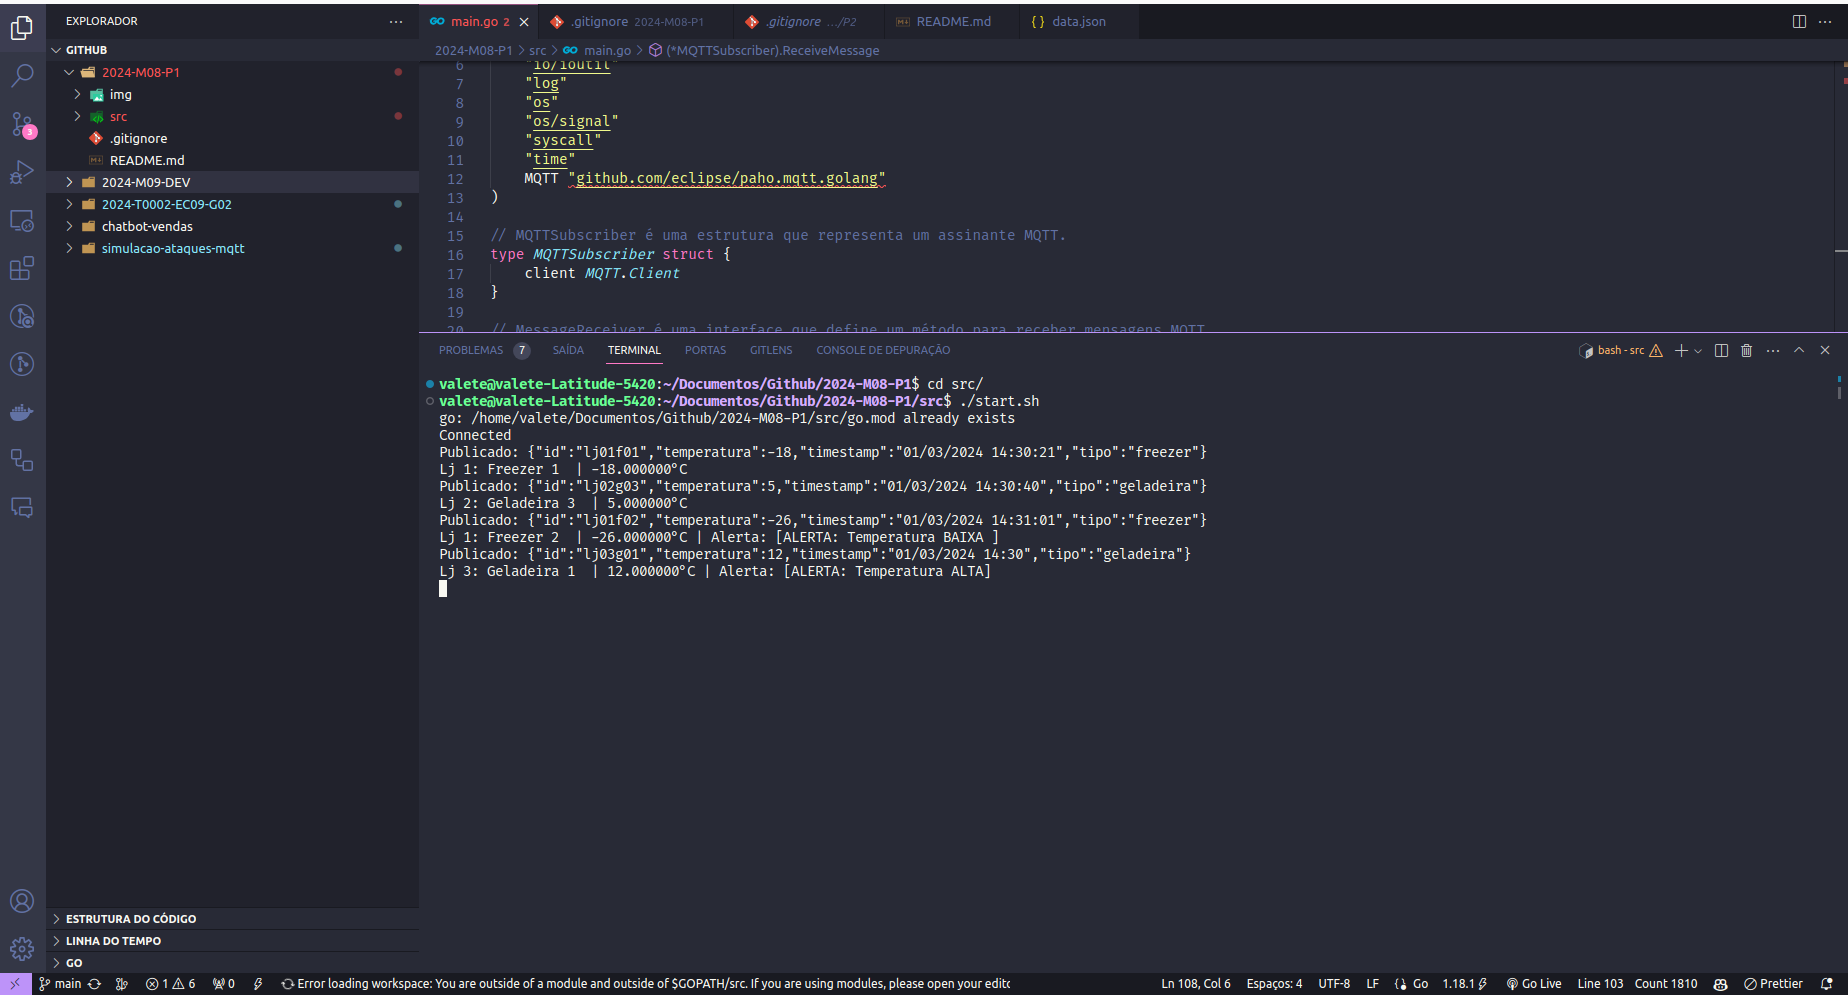 EXPLORADOR
GITHUB
2024-M08-P1
img
src
.gitignore
README.md
2024-M09-DEV
2024-T0002-EC09-G02
chatbot-vendas
simulacao-ataques-mqtt
ESTRUTURA DO CÓDIGO
LINHA DO TEMPO
GO
3
main.go 2
.gitignore 2024-M08-P1
.gitignore .../P2
README.md
{ } data.json
2024-M08-P1 > src > main.go > (*MQTTSubscriber).ReceiveMessage
6 "io/ioutil"
7 "log"
8 "os"
9 "os/signal"
10 "syscall"
11 "time"
12 MQTT "github.com/eclipse/paho.mqtt.golang"
13 )
14
15 // MQTTSubscriber é uma estrutura que representa um assinante MQTT.
16 type MQTTSubscriber struct {
17 client MQTT.Client
18 }
19
20 // MessageReceiver é uma interface que define um método para receber mensagens MQTT
PROBLEMAS 7 SAÍDA TERMINAL PORTAS GITLENS CONSOLE DE DEPURAÇÃO
bash - src
valete@valete-Latitude-5420:~/Documentos/Github/2024-M08-P1$ cd src/
valete@valete-Latitude-5420:~/Documentos/Github/2024-M08-P1/src$ ./start.sh
go: /home/valete/Documentos/Github/2024-M08-P1/src/go.mod already exists
Connected
Publicado: {"id":"lj01f01","temperatura":-18,"timestamp":"01/03/2024 14:30:21","tipo":"freezer"}
Lj 1: Freezer 1  | -18.000000°C
Publicado: {"id":"lj02g03","temperatura":5,"timestamp":"01/03/2024 14:30:40","tipo":"geladeira"}
Lj 2: Geladeira 3  | 5.000000°C
Publicado: {"id":"lj01f02","temperatura":-26,"timestamp":"01/03/2024 14:31:01","tipo":"freezer"}
Lj 1: Freezer 2  | -26.000000°C | Alerta: [ALERTA: Temperatura BAIXA ]
Publicado: {"id":"lj03g01","temperatura":12,"timestamp":"01/03/2024 14:30","tipo":"geladeira"}
Lj 3: Geladeira 1  | 12.000000°C | Alerta: [ALERTA: Temperatura ALTA]
main 1 6 0 Error loading workspace: You are outside of a module and outside of $GOPATH/src. If you are using modules, please open your edito
Ln 108, Col 6 Espaços: 4 UTF-8 LF Go 1.18.1 Go Live Line 103 Count 1810 Prettier